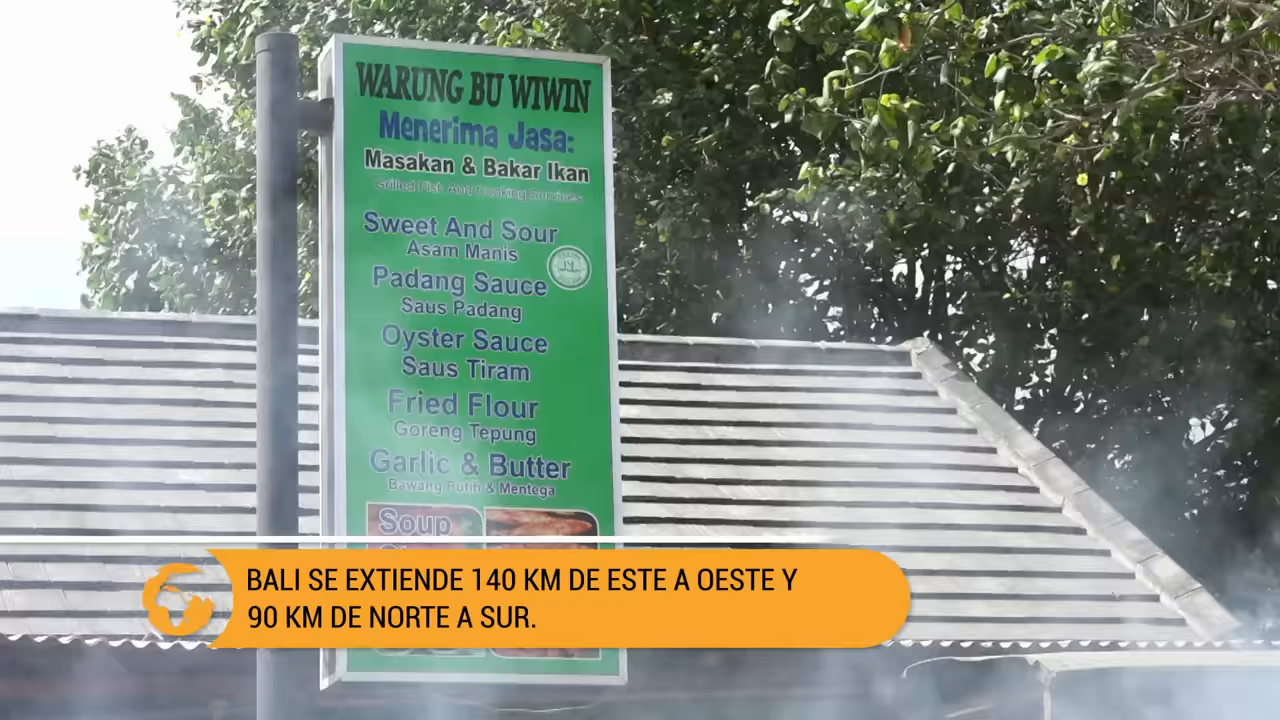 WARUNG BU WIWIN
Menerima Jasa:
Masakan & Bakar Ikan
Grilled Fish And Cooking Services
Sweet And Sour
Asam Manis
Padang Sauce
Saus Padang
Oyster Sauce
Saus Tiram
Fried Flour
Goreng Tepung
Garlic & Butter
Bawang Putih & Mentega
Soup
BALI SE EXTIENDE 140 KM DE ESTE A OESTE Y
90 KM DE NORTE A SUR.